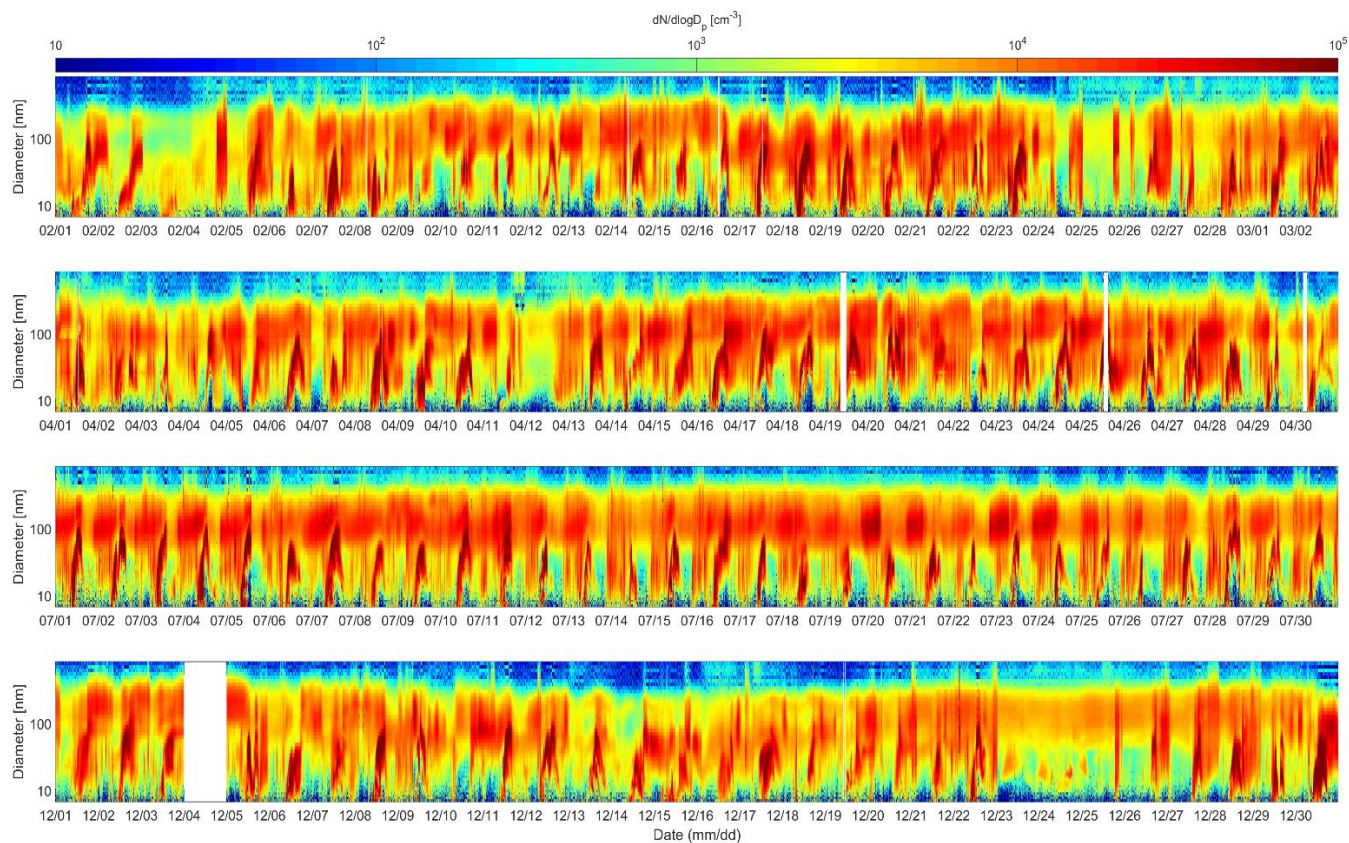 dN/dlogDp [cm-3]
10 10^2 10^3 10^4 10^5
Diameter [nm]
100
10
02/01 02/02 02/03 02/04 02/05 02/06 02/07 02/08 02/09 02/10 02/11 02/12 02/13 02/14 02/15 02/16 02/17 02/18 02/19 02/20 02/21 02/22 02/23 02/24 02/25 02/26 02/27 02/28 03/01 03/02
Diameter [nm]
100
10
04/01 04/02 04/03 04/04 04/05 04/06 04/07 04/08 04/09 04/10 04/11 04/12 04/13 04/14 04/15 04/16 04/17 04/18 04/19 04/20 04/21 04/22 04/23 04/24 04/25 04/26 04/27 04/28 04/29 04/30
Diameter [nm]
100
10
07/01 07/02 07/03 07/04 07/05 07/06 07/07 07/08 07/09 07/10 07/11 07/12 07/13 07/14 07/15 07/16 07/17 07/18 07/19 07/20 07/21 07/22 07/23 07/24 07/25 07/26 07/27 07/28 07/29 07/30
Diameter [nm]
100
10
12/01 12/02 12/03 12/04 12/05 12/06 12/07 12/08 12/09 12/10 12/11 12/12 12/13 12/14 12/15 12/16 12/17 12/18 12/19 12/20 12/21 12/22 12/23 12/24 12/25 12/26 12/27 12/28 12/29 12/30
Date (mm/dd)